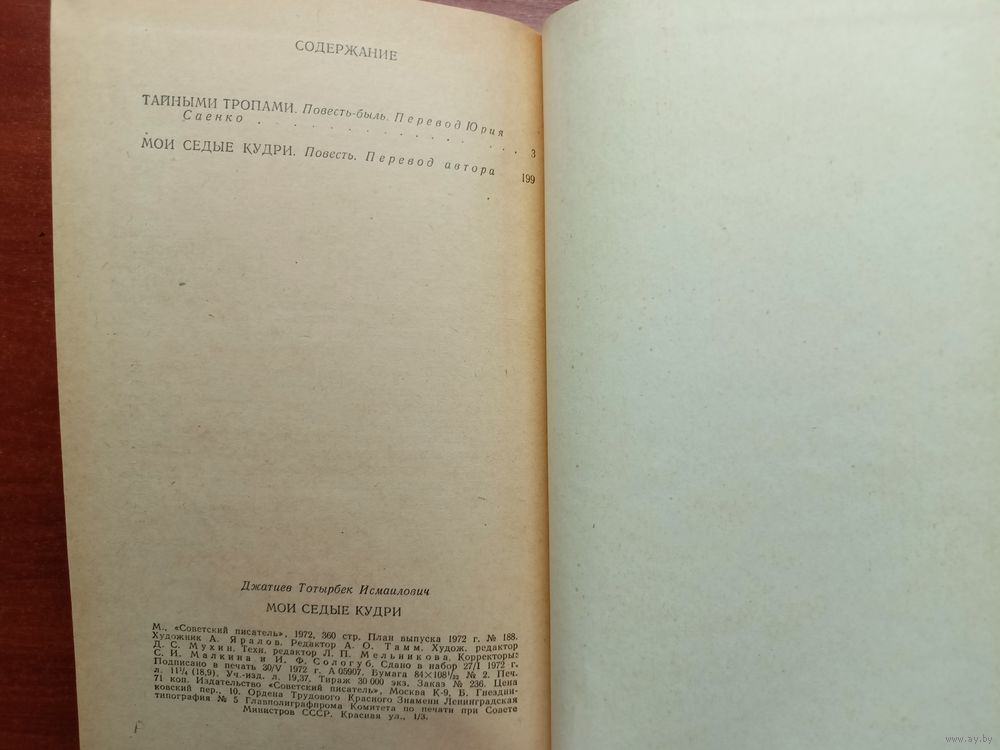 СОДЕРЖАНИЕ
ТАЙНЫМИ ТРОПАМИ. Повесть-быль. Перевод Юрия
Саенко . . . . . . . . . . . . . . . 3
МОИ СЕДЫЕ КУДРИ. Повесть. Перевод автора 199
Джатиев Тотырбек Исмаилович
МОИ СЕДЫЕ КУДРИ
М., «Советский писатель», 1972, 360 стр. План выпуска 1972 г. № 188.
Художник А. Яралов. Редактор А. О. Тамм. Худож. редактор
Д. С. Мухин. Техн. редактор Л. П. Мельникова. Корректоры:
С. И. Малкина и И. Ф. Сологуб. Сдано в набор 27/I 1972 г.
Подписано в печать 30/V 1972 г. А 05907. Бумага 84×108¹/₃₂ № 2. Печ.
л. 11¹/₄ (18,9). Уч.-изд. л. 19,37. Тираж 30 000 экз. Заказ № 236. Цена
71 коп. Издательство «Советский писатель», Москва К-9, Б. Гнездни-
ковский пер., 10. Ордена Трудового Красного Знамени Ленинградская
типография № 5 Главполиграфпрома Комитета по печати при Совете
Министров СССР. Красная ул., 1/3.
www.ay.by